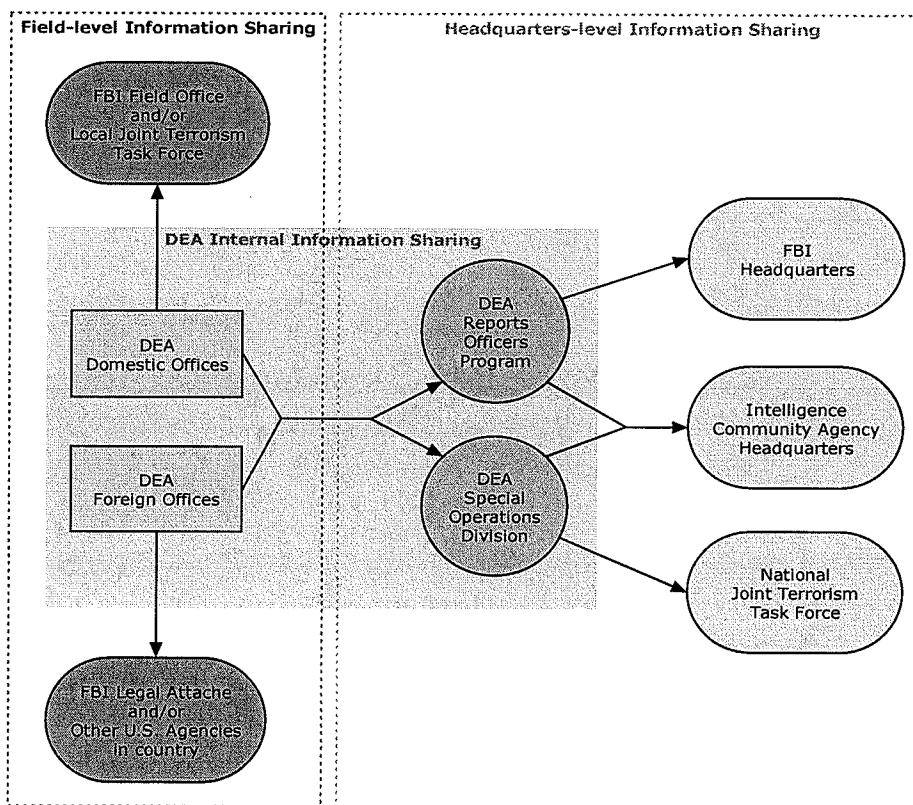 Field-level Information Sharing
Headquarters-level Information Sharing
FBI Field Office
and/or
Local Joint Terrorism
Task Force
DEA Internal Information Sharing
DEA
Domestic Offices
DEA
Foreign Offices
DEA
Reports
Officers
Program
DEA
Special
Operations
Division
FBI
Headquarters
Intelligence
Community Agency
Headquarters
National
Joint Terrorism
Task Force
FBI Legal Attache
and/or
Other U.S. Agencies
in country